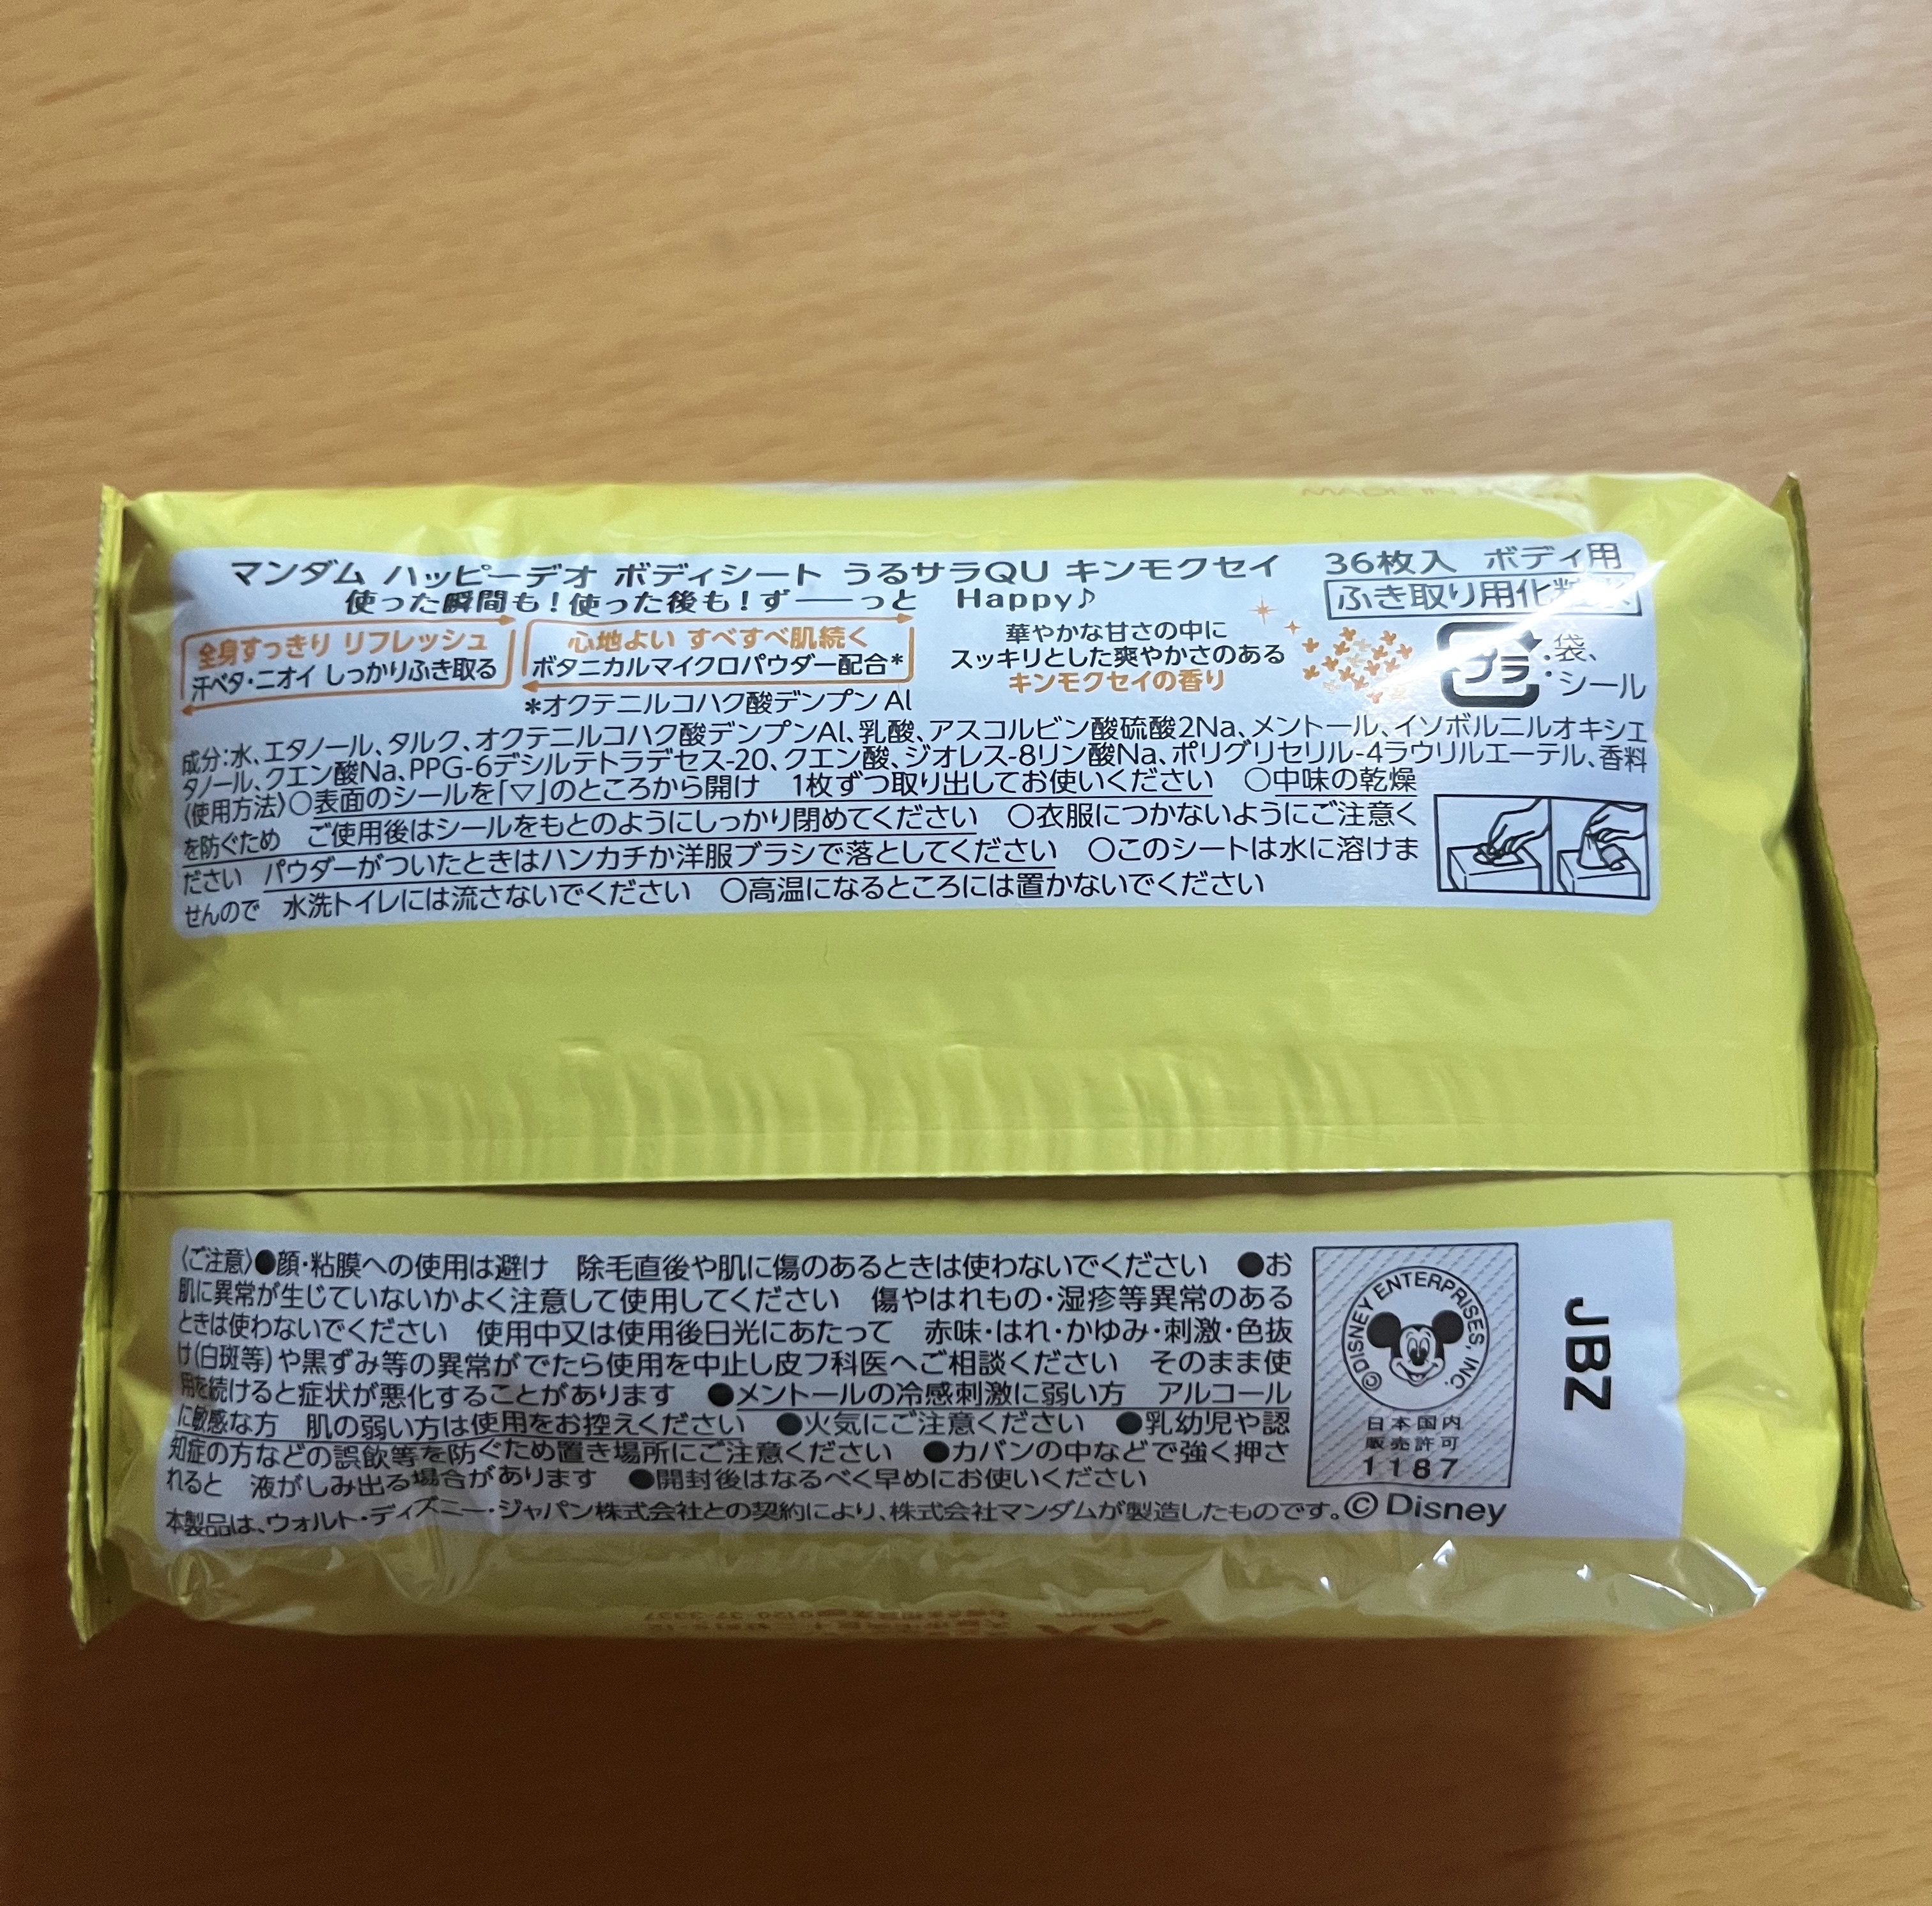 マンダム ハッピーデオ ボディシート うるサラQU キンモクセイ 36枚入 ボディ用
使った瞬間も!使った後も!ず──っと Happy♪
ふき取り用化粧水
全身すっきり リフレッシュ
汗ベタ・ニオイ しっかりふき取る
心地よい すべすべ肌続く
ボタニカルマイクロパウダー配合*
*オクテニルコハク酸デンプン Al
華やかな甘さの中に
スッキリとした爽やかさのある
キンモクセイの香り
プラ
:袋、
・シール
成分:水、エタノール、タルク、オクテニルコハク酸デンプンAl、乳酸、アスコルビン酸硫酸2Na、メントール、イソボルニルオキシエ
タノール、クエン酸Na、PPG-6デシルテトラデセス-20、クエン酸、ジオレス-8リン酸Na、ポリグリセリル-4ラウリルエーテル、香料
〈使用方法〉○表面のシールを「▽」のところから開け 1枚ずつ取り出してお使いください ○中味の乾燥
を防ぐため ご使用後はシールをもとのようにしっかり閉めてください ○衣服につかないようにご注意く
ださい パウダーがついたときはハンカチか洋服ブラシで落としてください ○このシートは水に溶けま
せんので 水洗トイレには流さないでください ○高温になるところには置かないでください
〈ご注意〉●顔・粘膜への使用は避け 除毛直後や肌に傷のあるときは使わないでください ●お
肌に異常が生じていないかよく注意して使用してください 傷やはれもの・湿疹等異常のある
ときは使わないでください 使用中又は使用後日光にあたって 赤味・はれ・かゆみ・刺激・色抜
け(白斑等)や黒ずみ等の異常がでたら使用を中止し皮フ科医へご相談ください そのまま使
用を続けると症状が悪化することがあります ●メントールの冷感刺激に弱い方 アルコール
に敏感な方 肌の弱い方は使用をお控えください ●火気にご注意ください ●乳幼児や認
知症の方などの誤飲等を防ぐため置き場所にご注意ください ●カバンの中などで強く押さ
れると 液がしみ出る場合があります ●開封後はなるべく早めにお使いください
本製品は、ウォルト・ディズニー・ジャパン株式会社との契約により、株式会社マンダムが製造したものです。© Disney
©DISNEY ENTERPRISES, INC.
日本国内
販売許可
1187
JBZ